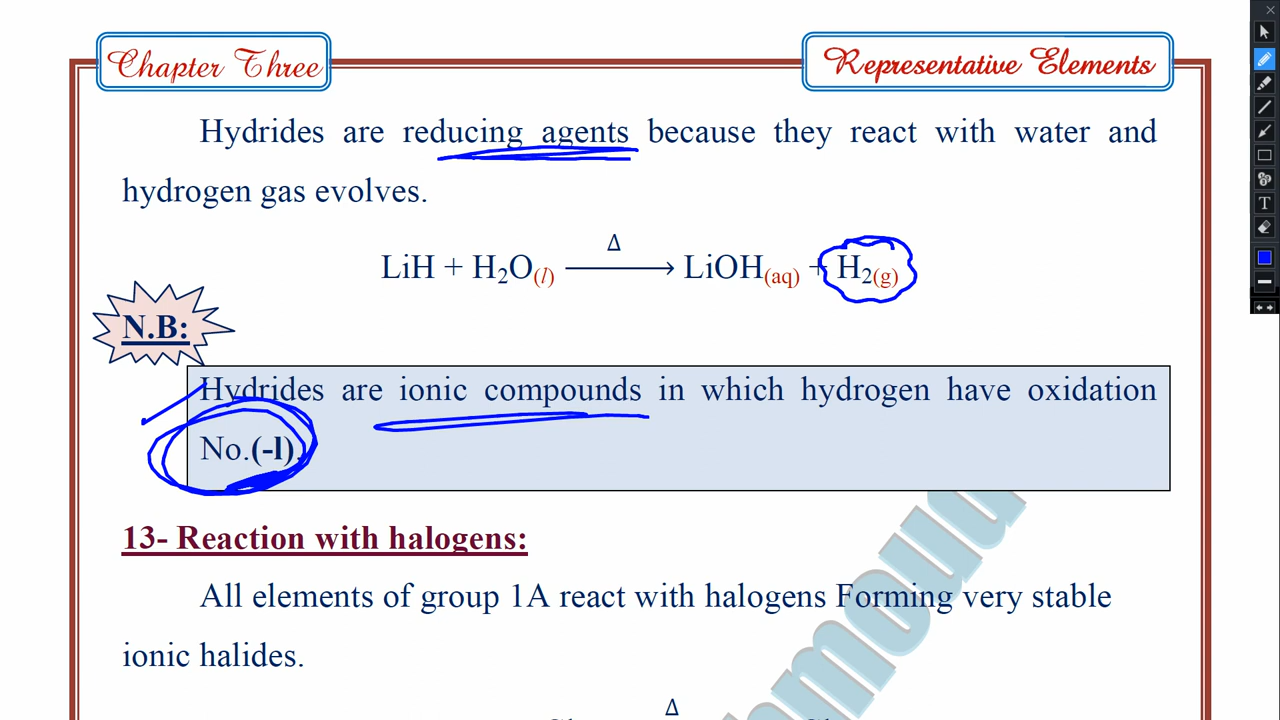 Chapter Three
Representative Elements
Hydrides are reducing agents because they react with water and
hydrogen gas evolves.
Δ
LiH + H₂O(l) ⟶ LiOH(aq) + H₂(g)
N.B:
Hydrides are ionic compounds in which hydrogen have oxidation
No.(-l).
13- Reaction with halogens:
All elements of group 1A react with halogens Forming very stable
ionic halides.
Δ